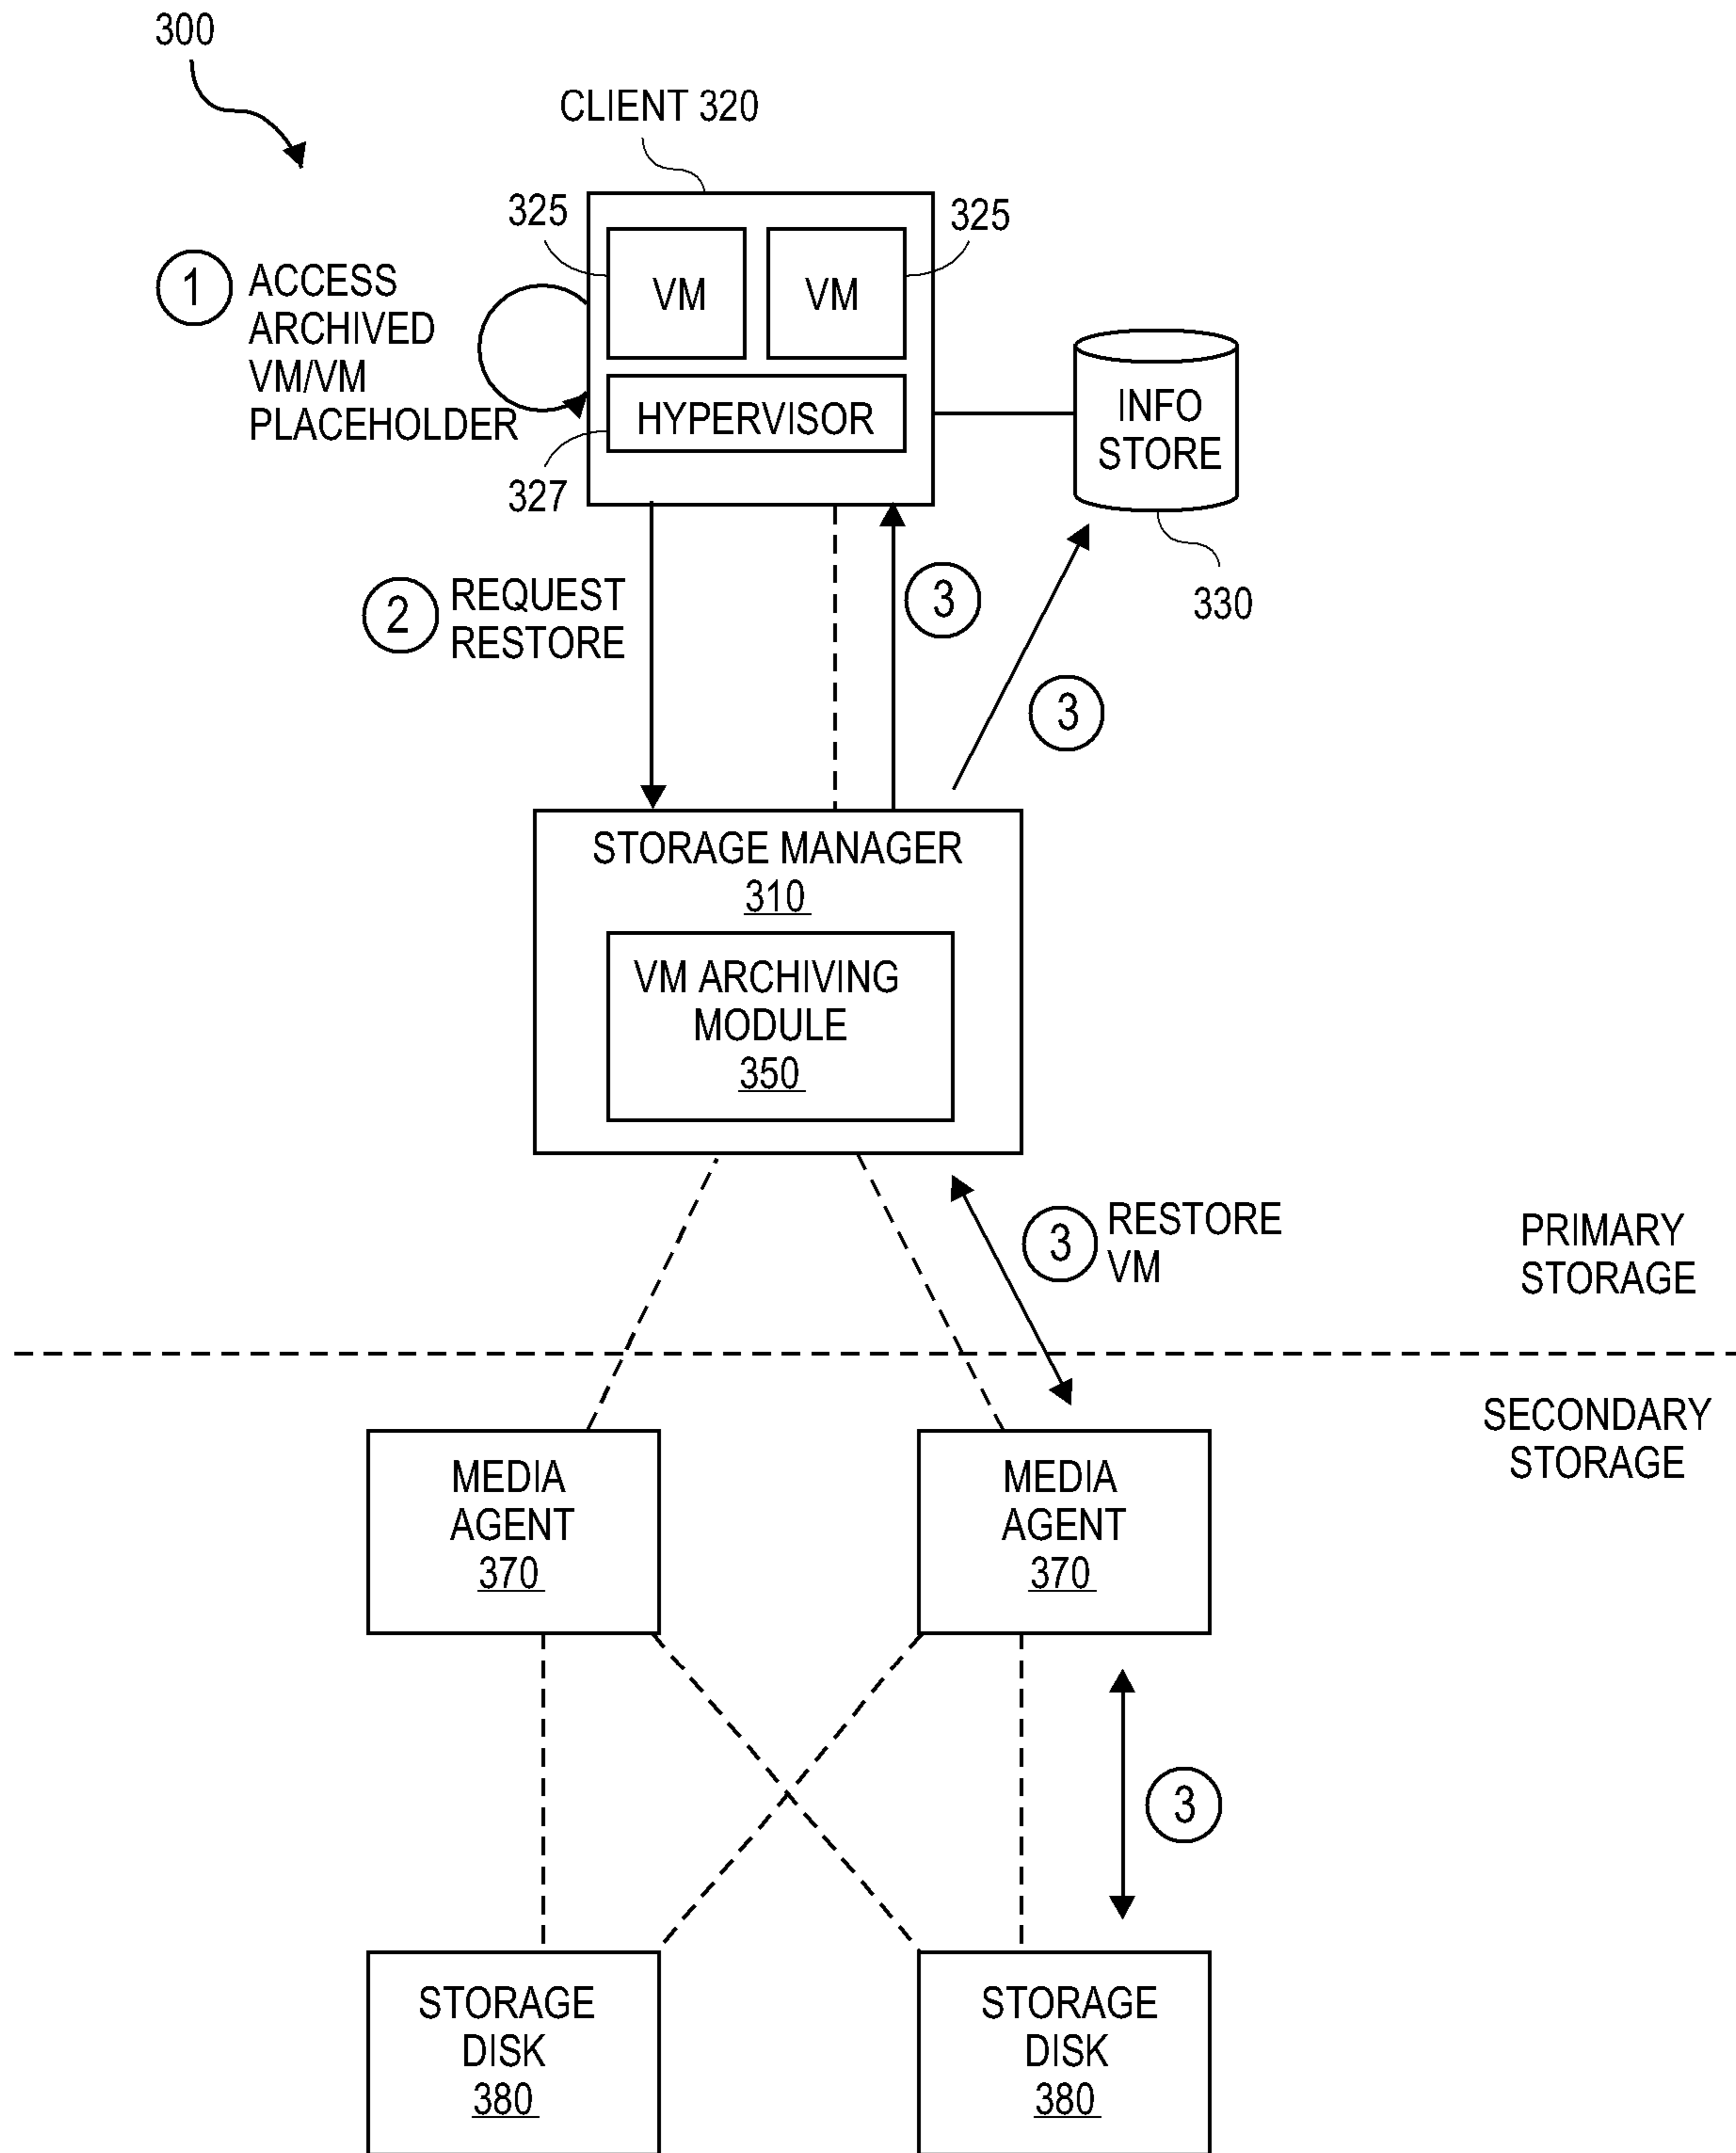 300
CLIENT 320
325
325
VM
VM
1
ACCESS
ARCHIVED
VM/VM
PLACEHOLDER
HYPERVISOR
327
INFO
STORE
330
2
REQUEST
RESTORE
3
3
STORAGE MANAGER
310
VM ARCHIVING
MODULE
350
3
RESTORE
VM
PRIMARY
STORAGE
SECONDARY
STORAGE
MEDIA
AGENT
370
MEDIA
AGENT
370
3
STORAGE
DISK
380
STORAGE
DISK
380